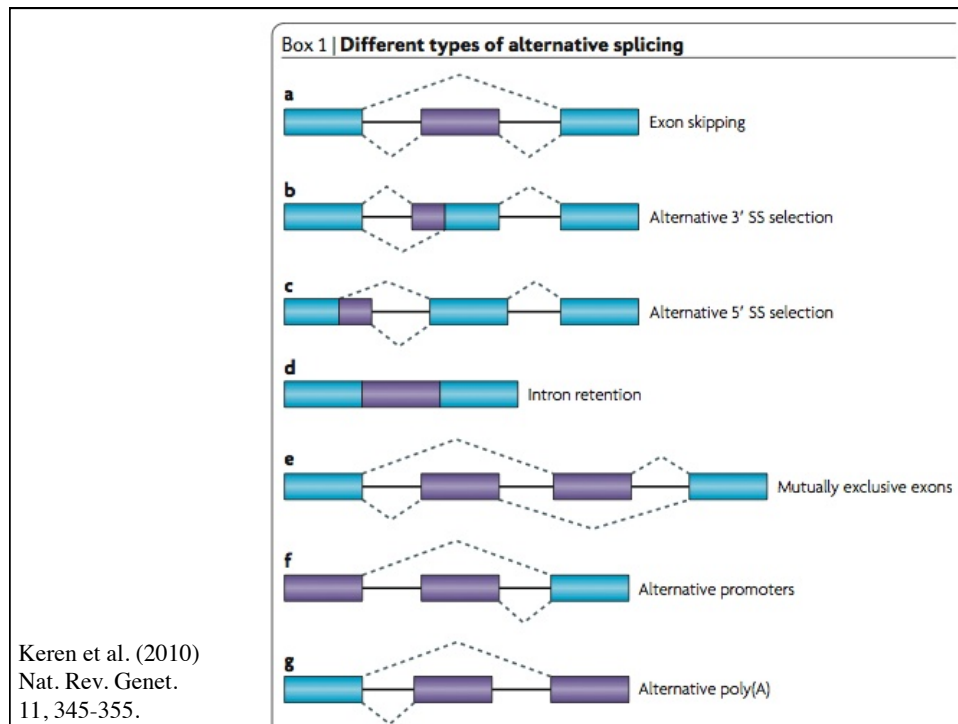 Box 1 | Different types of alternative splicing
a
Exon skipping
b
Alternative 3′ SS selection
c
Alternative 5′ SS selection
d
Intron retention
e
Mutually exclusive exons
f
Alternative promoters
g
Alternative poly(A)
Keren et al. (2010)
Nat. Rev. Genet.
11, 345-355.